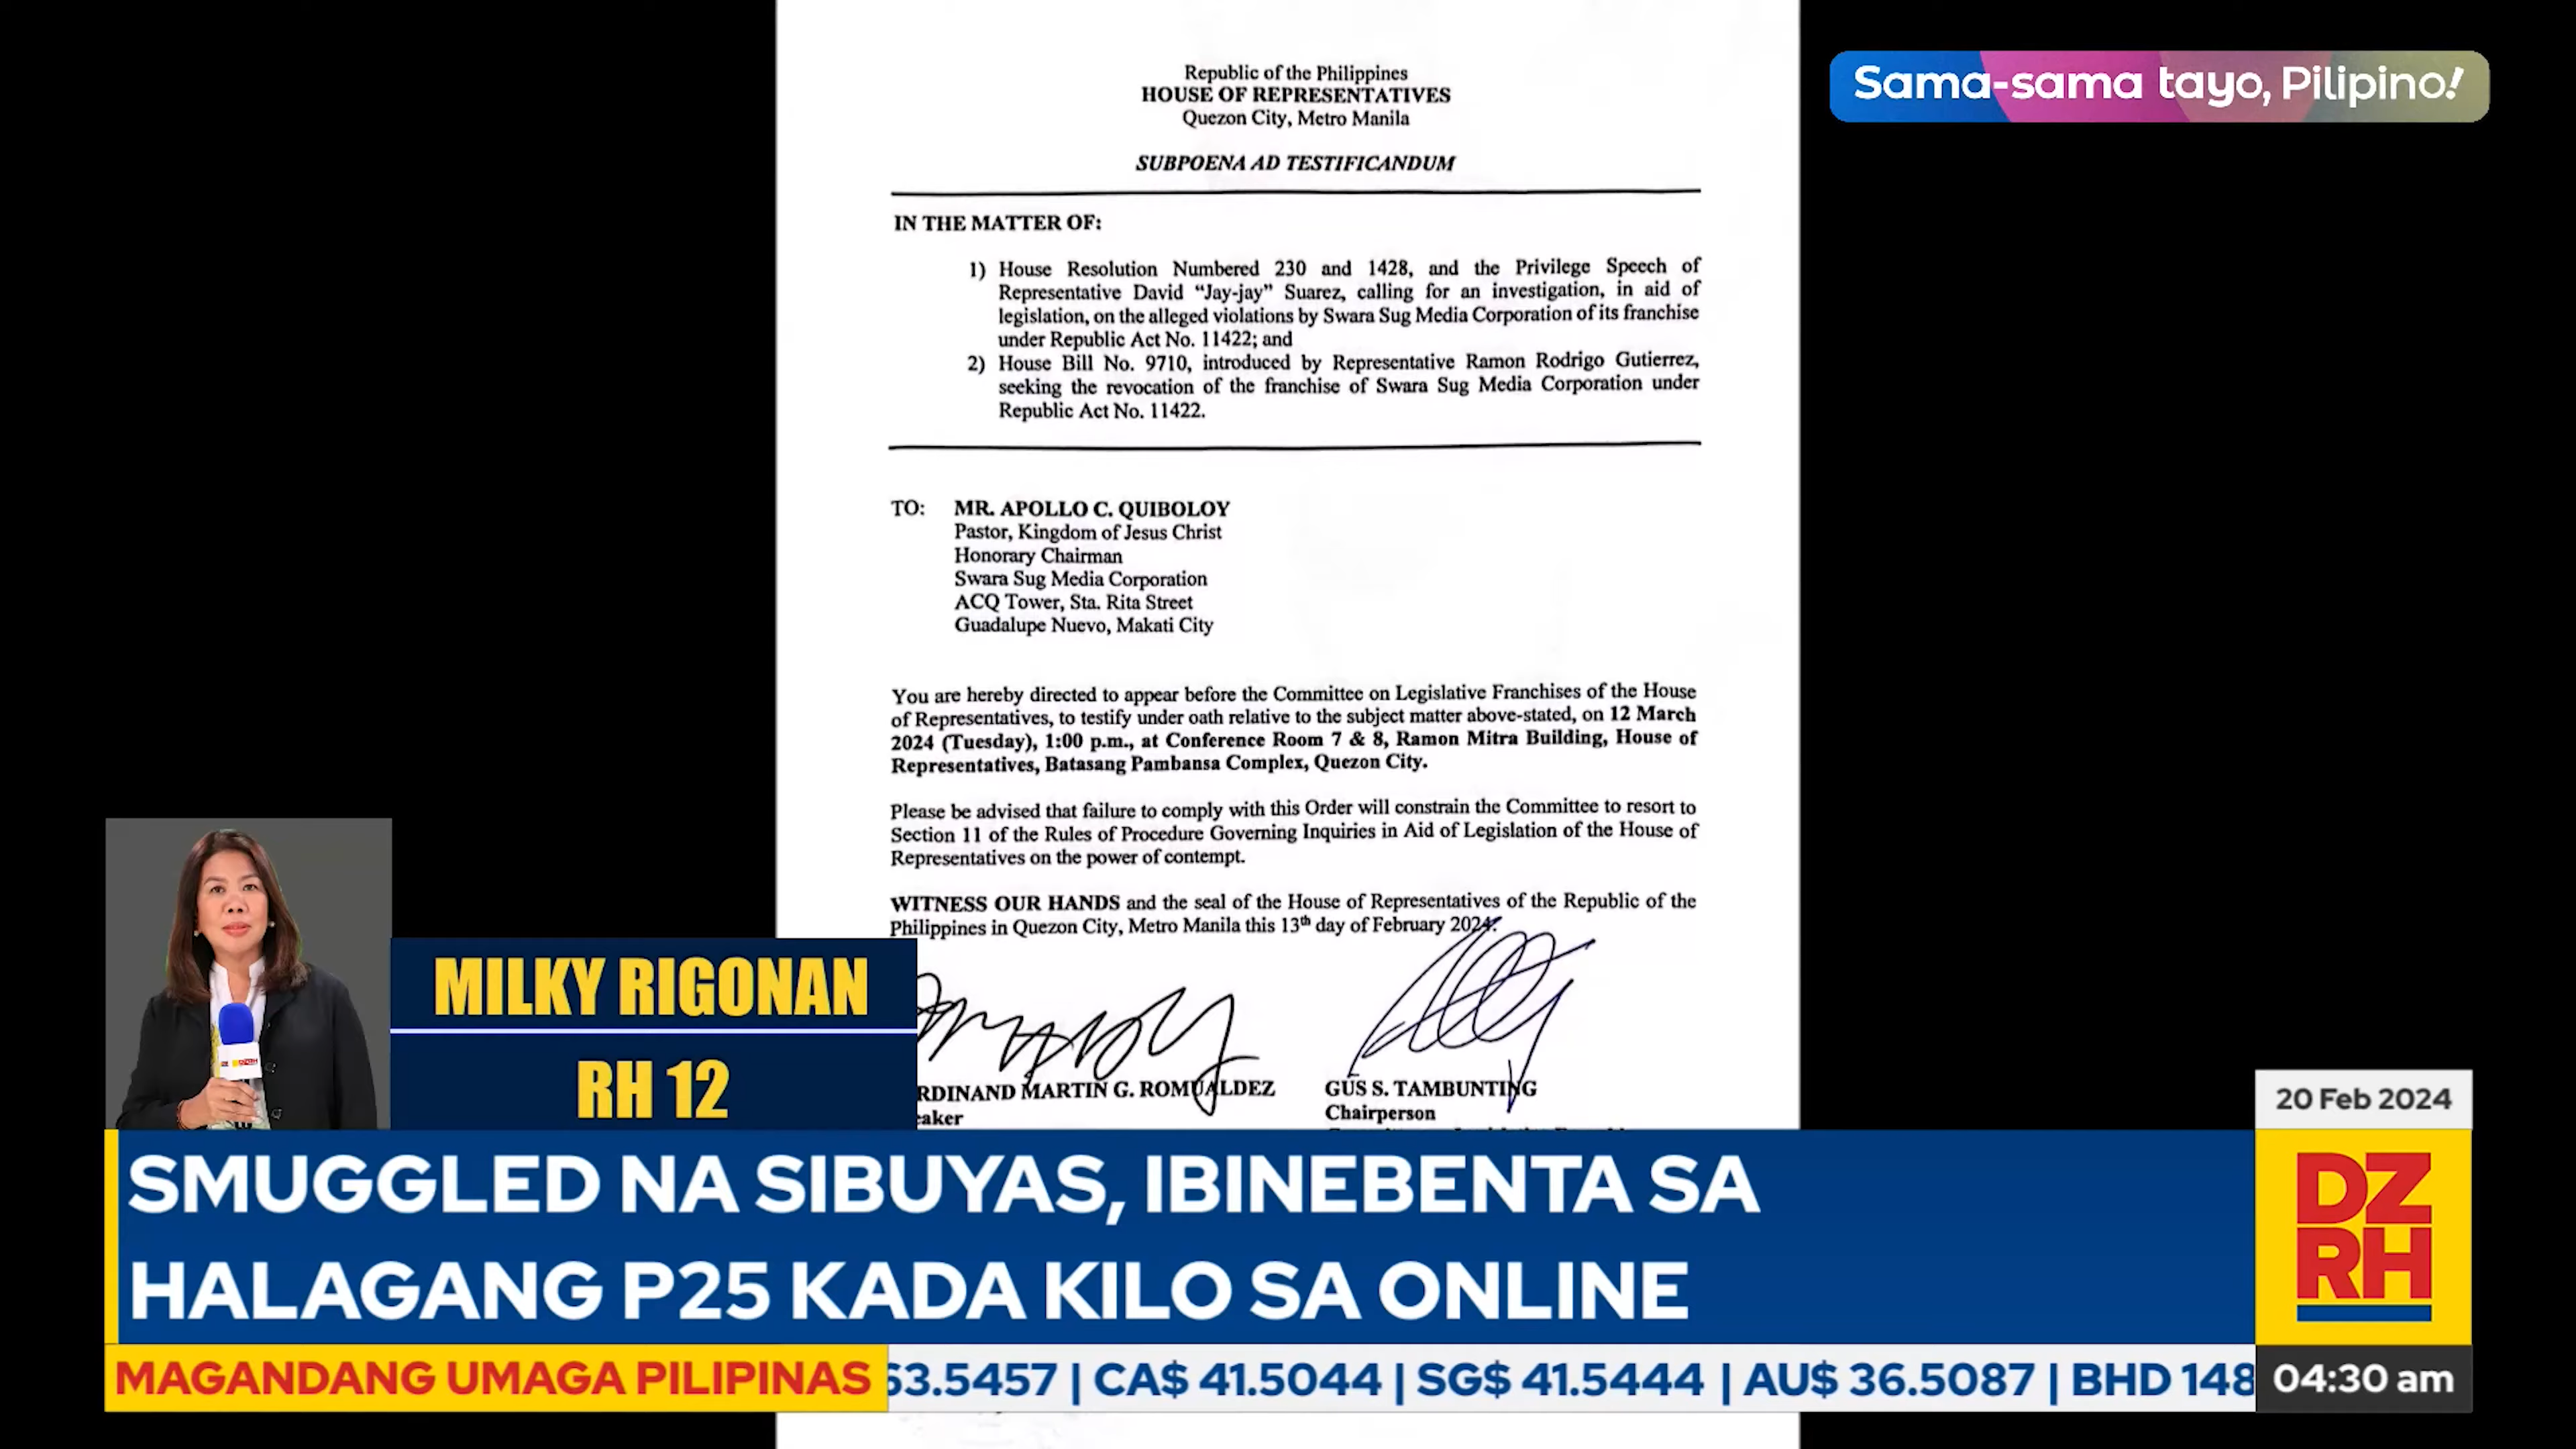 Republic of the Philippines
HOUSE OF REPRESENTATIVES
Quezon City, Metro Manila
SUBPOENA AD TESTIFICANDUM
IN THE MATTER OF:
1) House Resolution Numbered 230 and 1428, and the Privilege Speech of
Representative David “Jay-jay” Suarez, calling for an investigation, in aid of
legislation, on the alleged violations by Swara Sug Media Corporation of its franchise
under Republic Act No. 11422; and
2) House Bill No. 9710, introduced by Representative Ramon Rodrigo Gutierrez,
seeking the revocation of the franchise of Swara Sug Media Corporation under
Republic Act No. 11422.
TO: MR. APOLLO C. QUIBOLOY
Pastor, Kingdom of Jesus Christ
Honorary Chairman
Swara Sug Media Corporation
ACQ Tower, Sta. Rita Street
Guadalupe Nuevo, Makati City
You are hereby directed to appear before the Committee on Legislative Franchises of the House
of Representatives, to testify under oath relative to the subject matter above-stated, on 12 March
2024 (Tuesday), 1:00 p.m., at Conference Room 7 & 8, Ramon Mitra Building, House of
Representatives, Batasang Pambansa Complex, Quezon City.
Please be advised that failure to comply with this Order will constrain the Committee to resort to
Section 11 of the Rules of Procedure Governing Inquiries in Aid of Legislation of the House of
Representatives on the power of contempt.
WITNESS OUR HANDS and the seal of the House of Representatives of the Republic of the
Philippines in Quezon City, Metro Manila this 13th day of February 2024.
RDINAND MARTIN G. ROMUALDEZ
eaker
GUS S. TAMBUNTING
Chairperson
Sama-sama tayo, Pilipino!
MILKY RIGONAN
RH 12
20 Feb 2024
SMUGGLED NA SIBUYAS, IBINEBENTA SA
HALAGANG P25 KADA KILO SA ONLINE
DZ
RH
MAGANDANG UMAGA PILIPINAS
63.5457 | CA$ 41.5044 | SG$ 41.5444 | AU$ 36.5087 | BHD 148
04:30 am